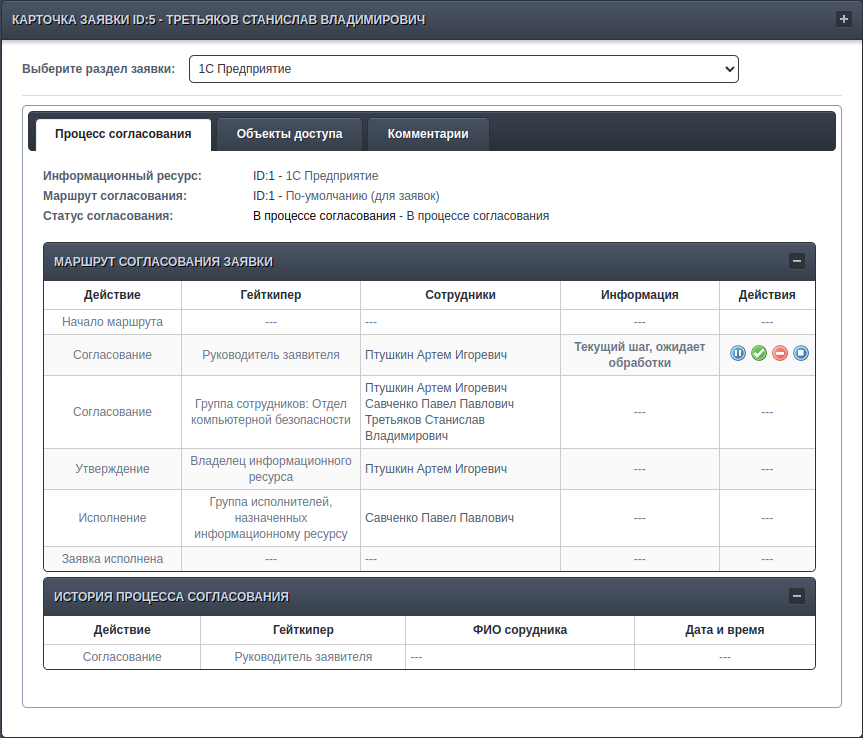 КАРТОЧКА ЗАЯВКИ ID:5 - ТРЕТЬЯКОВ СТАНИСЛАВ ВЛАДИМИРОВИЧ
Выберите раздел заявки: 1С Предприятие
Процесс согласования Объекты доступа Комментарии
Информационный ресурс: ID:1 - 1С Предприятие
Маршрут согласования: ID:1 - По-умолчанию (для заявок)
Статус согласования: В процессе согласования - В процессе согласования
МАРШРУТ СОГЛАСОВАНИЯ ЗАЯВКИ
Действие Гейткипер Сотрудники Информация Действия
Начало маршрута --- --- --- ---
Согласование Руководитель заявителя Птушкин Артем Игоревич Текущий шаг, ожидает
обработки
Согласование Группа сотрудников: Отдел
компьютерной безопасности
Птушкин Артем Игоревич
Савченко Павел Павлович
Третьяков Станислав
Владимирович
--- ---
Утверждение Владелец информационного
ресурса
Птушкин Артем Игоревич --- ---
Исполнение Группа исполнителей,
назначенных
информационному ресурсу
Савченко Павел Павлович --- ---
Заявка исполнена --- --- --- ---
ИСТОРИЯ ПРОЦЕССА СОГЛАСОВАНИЯ
Действие Гейткипер ФИО сорудника Дата и время
Согласование Руководитель заявителя --- ---